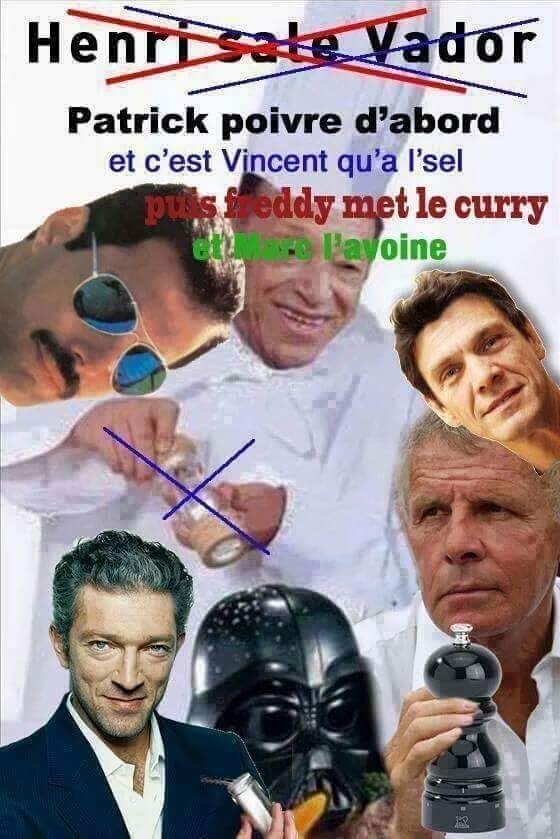 Henri sale Vador
Patrick poivre d'abord
et c'est Vincent qu'a l'sel
puis freddy met le curry
et Marc l'avoine